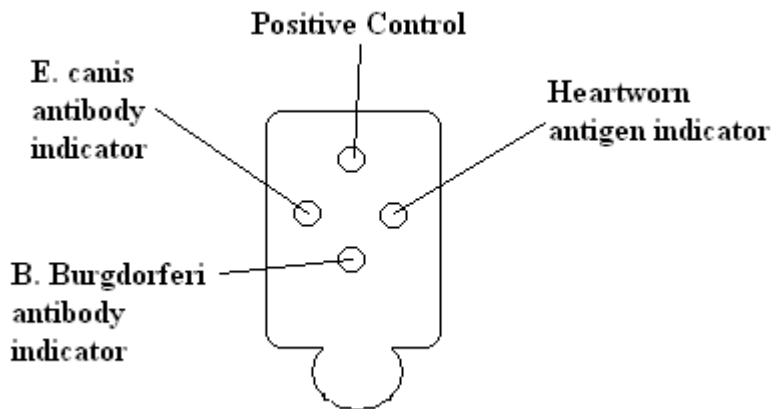 Positive Control
E. canis
antibody
indicator
Heartworn
antigen indicator
B. Burgdorferi
antibody
indicator